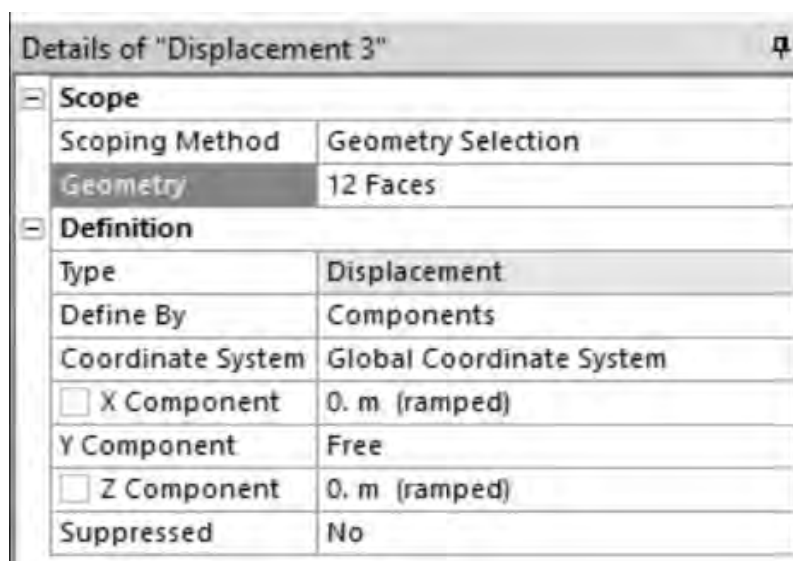 Details of "Displacement 3"
Scope
Scoping Method Geometry Selection
Geometry 12 Faces
Definition
Type Displacement
Define By Components
Coordinate System Global Coordinate System
X Component 0. m (ramped)
Y Component Free
Z Component 0. m (ramped)
Suppressed No